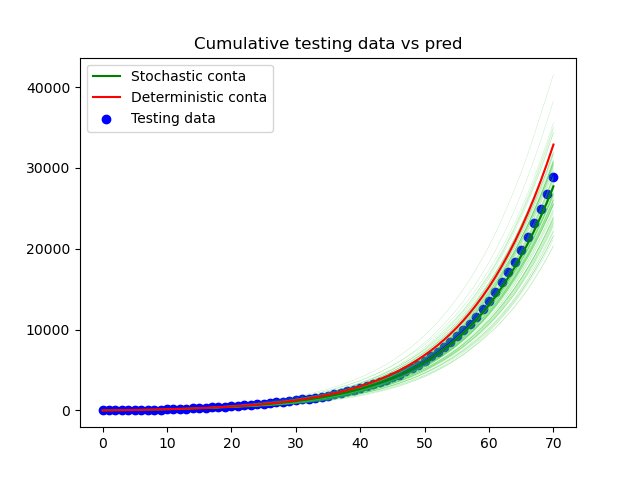 Cumulative testing data vs pred
Stochastic conta
Deterministic conta
Testing data
40000
30000
20000
10000
0
0 10 20 30 40 50 60 70